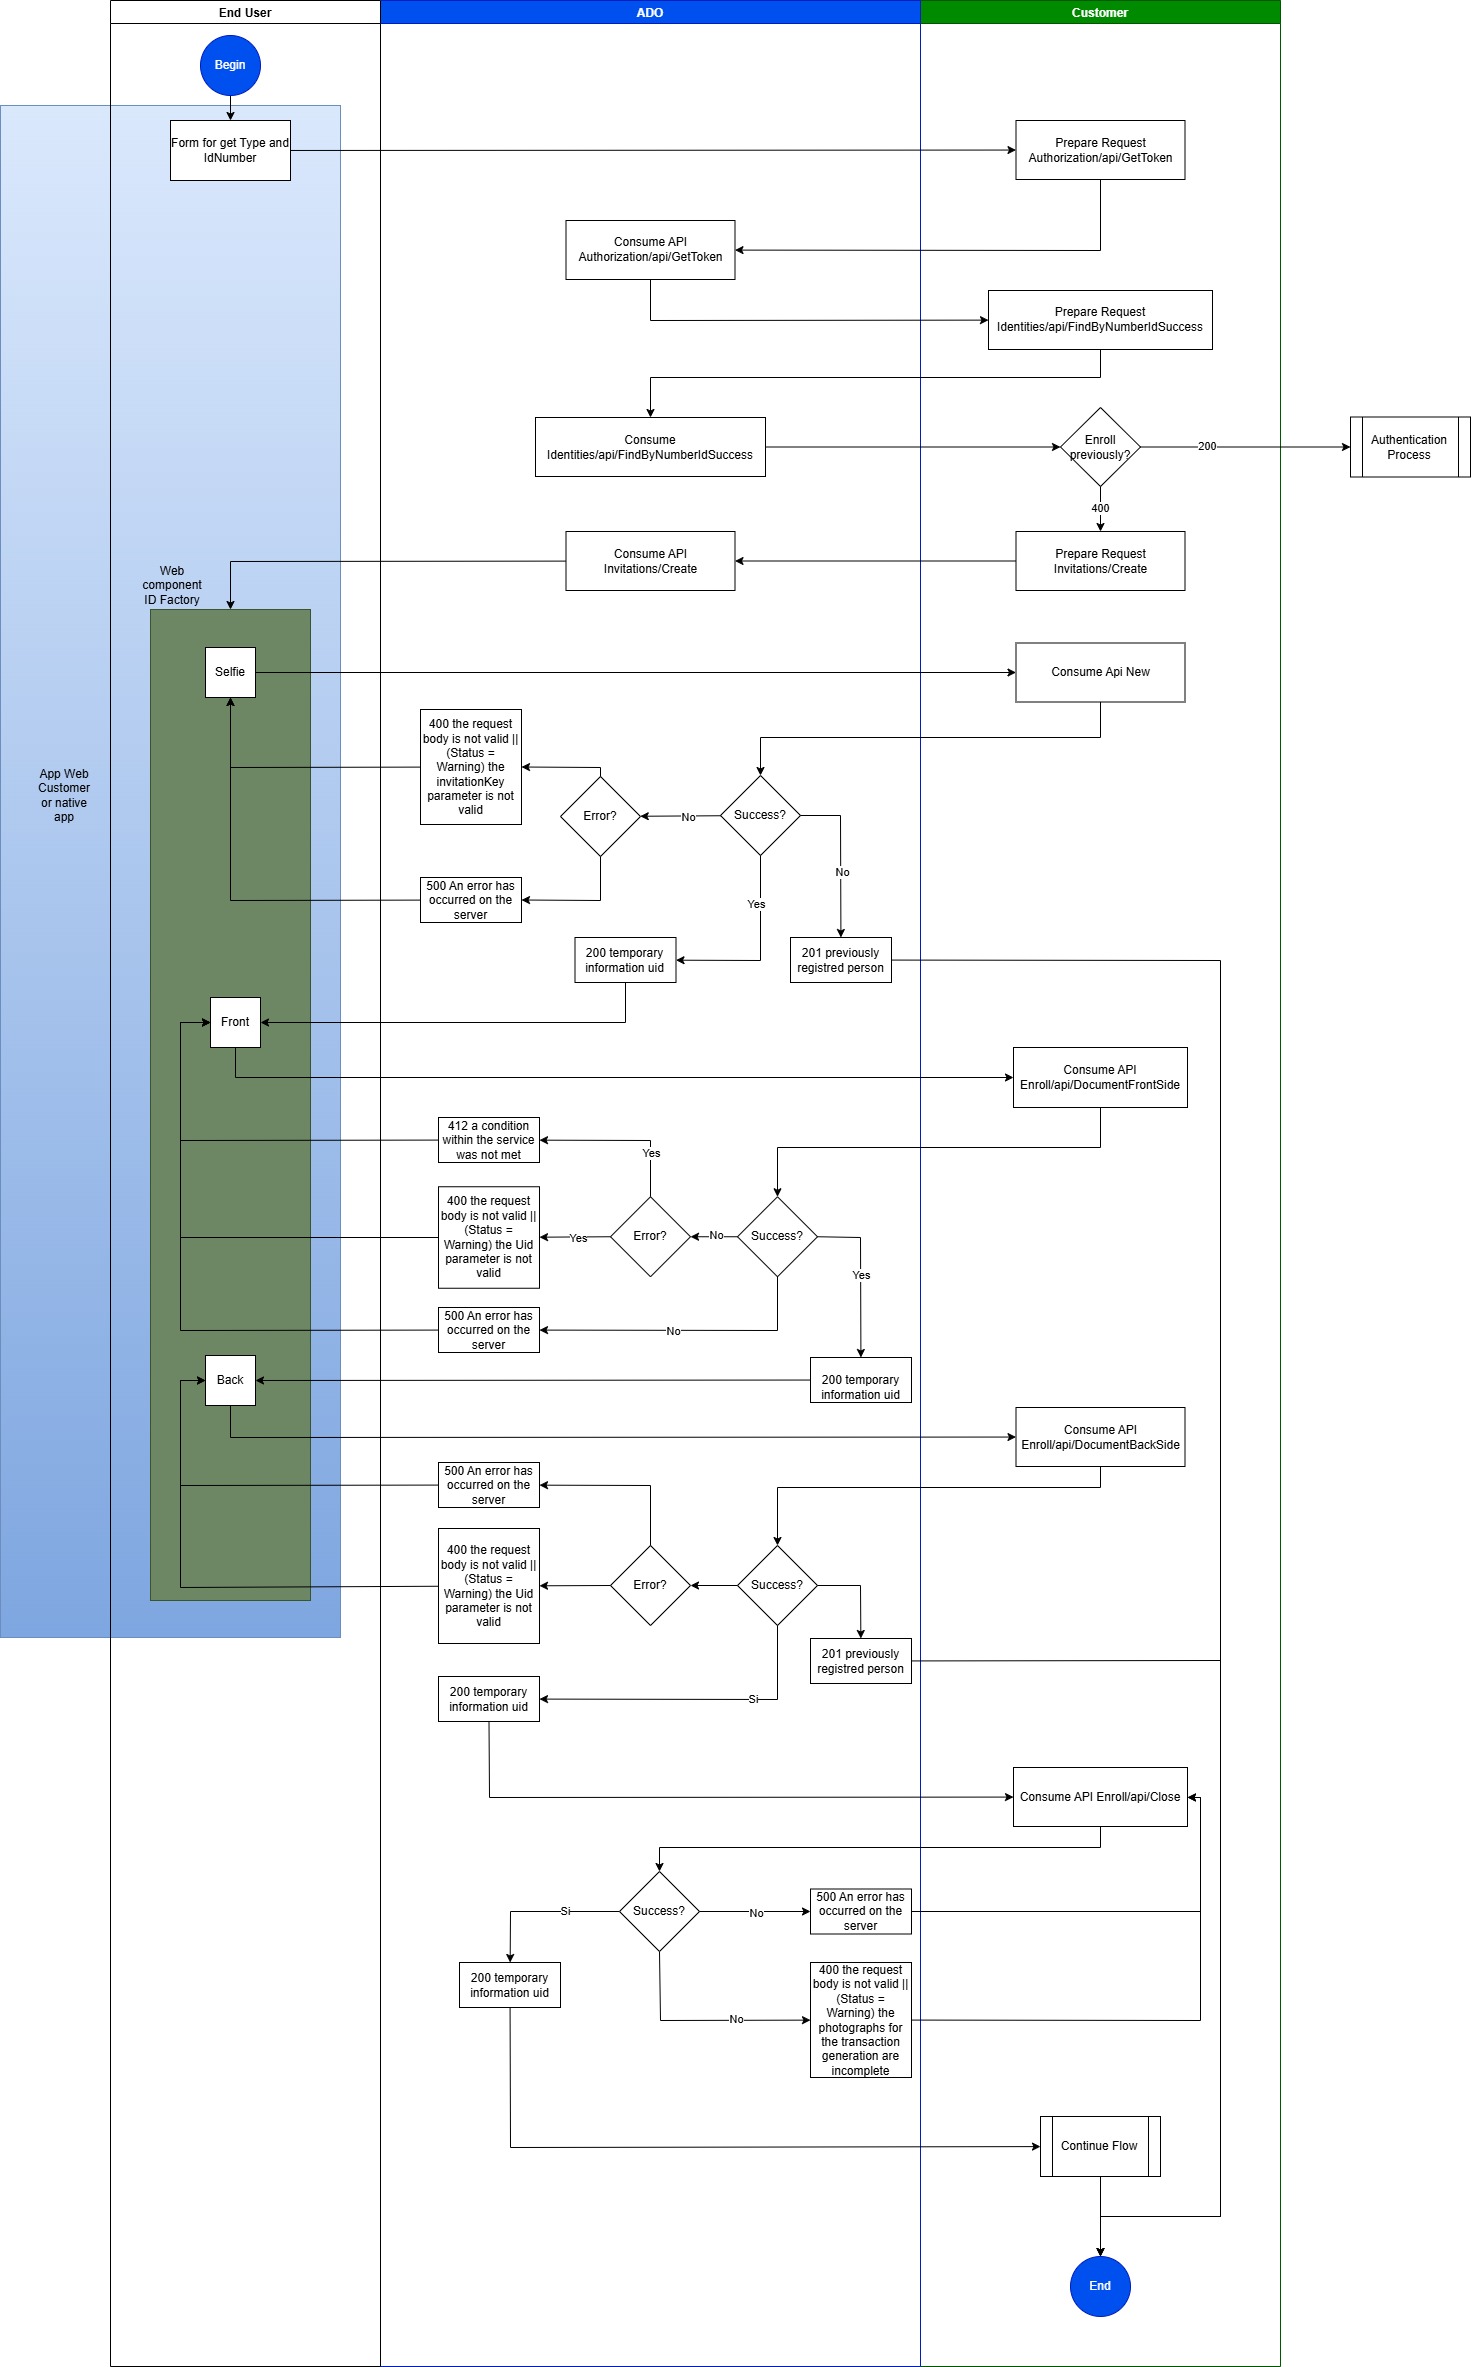 End User
ADO
Customer
Begin
Form for get Type and
IdNumber
Prepare Request
Authorization/api/GetToken
Consume API
Authorization/api/GetToken
Prepare Request
Identities/api/FindByNumberIdSuccess
Consume
Identities/api/FindByNumberIdSuccess
Enroll
previously?
200
Authentication
Process
400
Consume API
Invitations/Create
Prepare Request
Invitations/Create
Web
component
ID Factory
Selfie
Consume Api New
App Web
Customer
or native
app
400 the request
body is not valid ||
(Status =
Warning) the
invitationKey
parameter is not
valid
Error?
No
Success?
No
500 An error has
occurred on the
server
Yes
200 temporary
information uid
201 previously
registred person
Front
Consume API
Enroll/api/DocumentFrontSide
412 a condition
within the service
was not met
Yes
400 the request
body is not valid ||
(Status =
Warning) the Uid
parameter is not
valid
Yes
Error?
No
Success?
Yes
500 An error has
occurred on the
server
No
Back
200 temporary
information uid
Consume API
Enroll/api/DocumentBackSide
500 An error has
occurred on the
server
400 the request
body is not valid ||
(Status =
Warning) the Uid
parameter is not
valid
Error?
Success?
201 previously
registred person
200 temporary
information uid
Si
Consume API Enroll/api/Close
Si
Success?
No
500 An error has
occurred on the
server
200 temporary
information uid
No
400 the request
body is not valid ||
(Status =
Warning) the
photographs for
the transaction
generation are
incomplete
Continue Flow
End